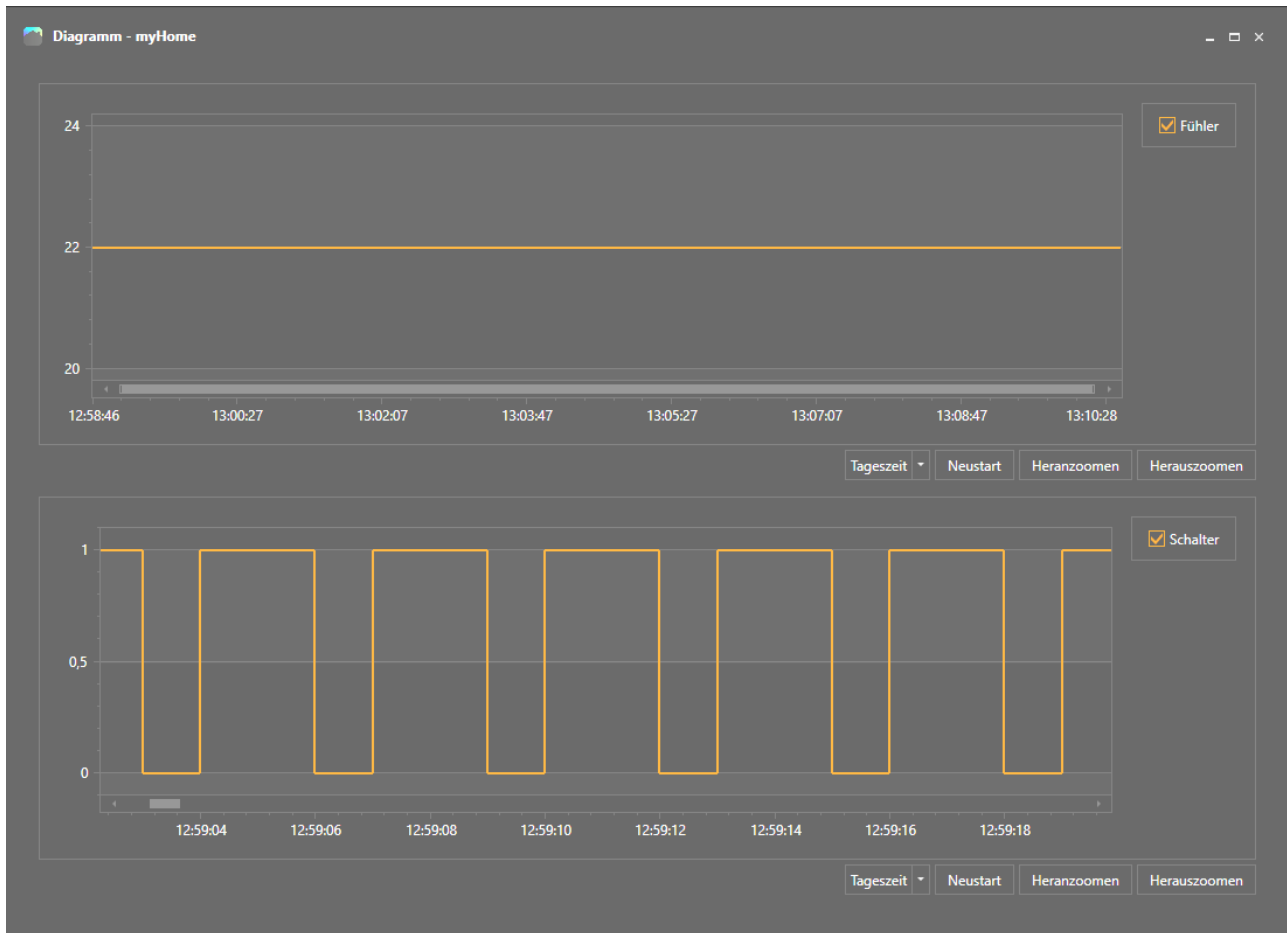 Diagramm - myHome
24
22
20
Fühler
12:58:46 13:00:27 13:02:07 13:03:47 13:05:27 13:07:07 13:08:47 13:10:28
Tageszeit Neustart Heranzoomen Herauszoomen
1
0,5
0
Schalter
12:59:04 12:59:06 12:59:08 12:59:10 12:59:12 12:59:14 12:59:16 12:59:18
Tageszeit Neustart Heranzoomen Herauszoomen